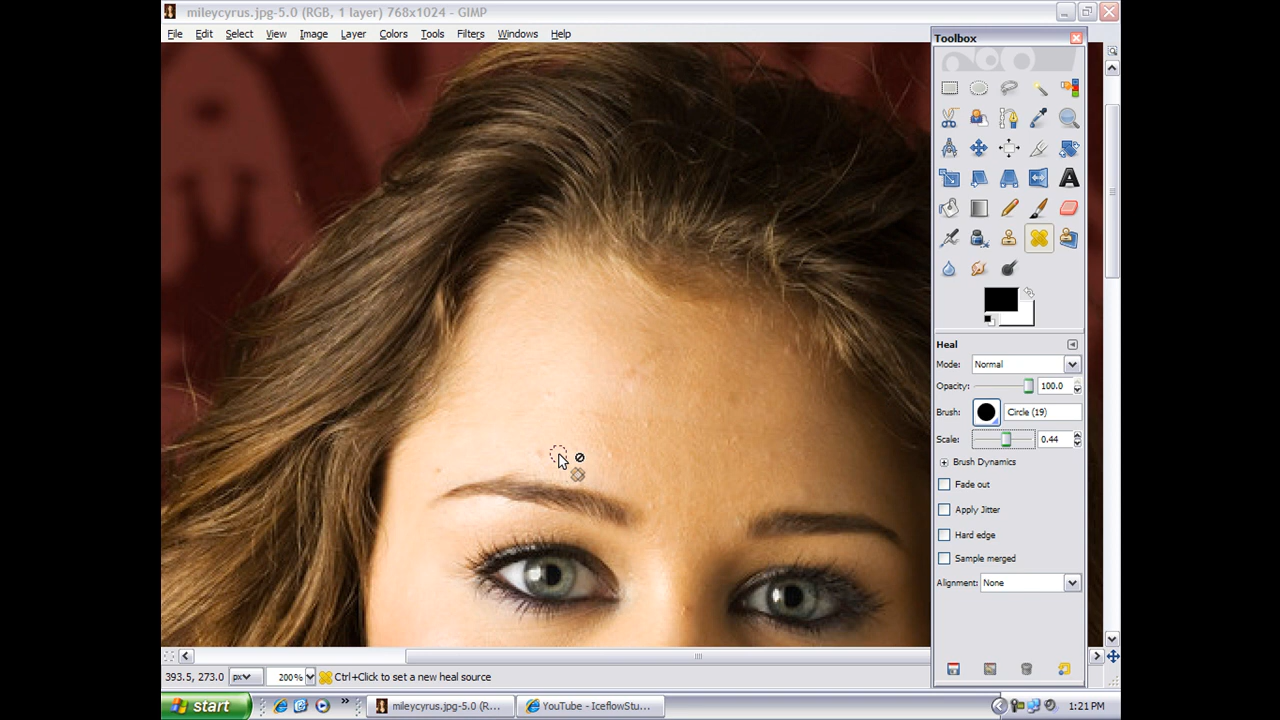 mileycyrus.jpg-5.0 (RGB, 1 layer) 768x1024 - GIMP
File Edit Select View Image Layer Colors Tools Filters Windows Help
Toolbox
Heal
Mode: Normal
Opacity: 100.0
Brush: Circle (19)
Scale: 0.44
Brush Dynamics
Fade out
Apply Jitter
Hard edge
Sample merged
Alignment: None
393.5, 273.0 px 200% Ctrl+Click to set a new heal source
start » mileycyrus.jpg-5.0 (R... YouTube - IceflowStu... 1:21 PM